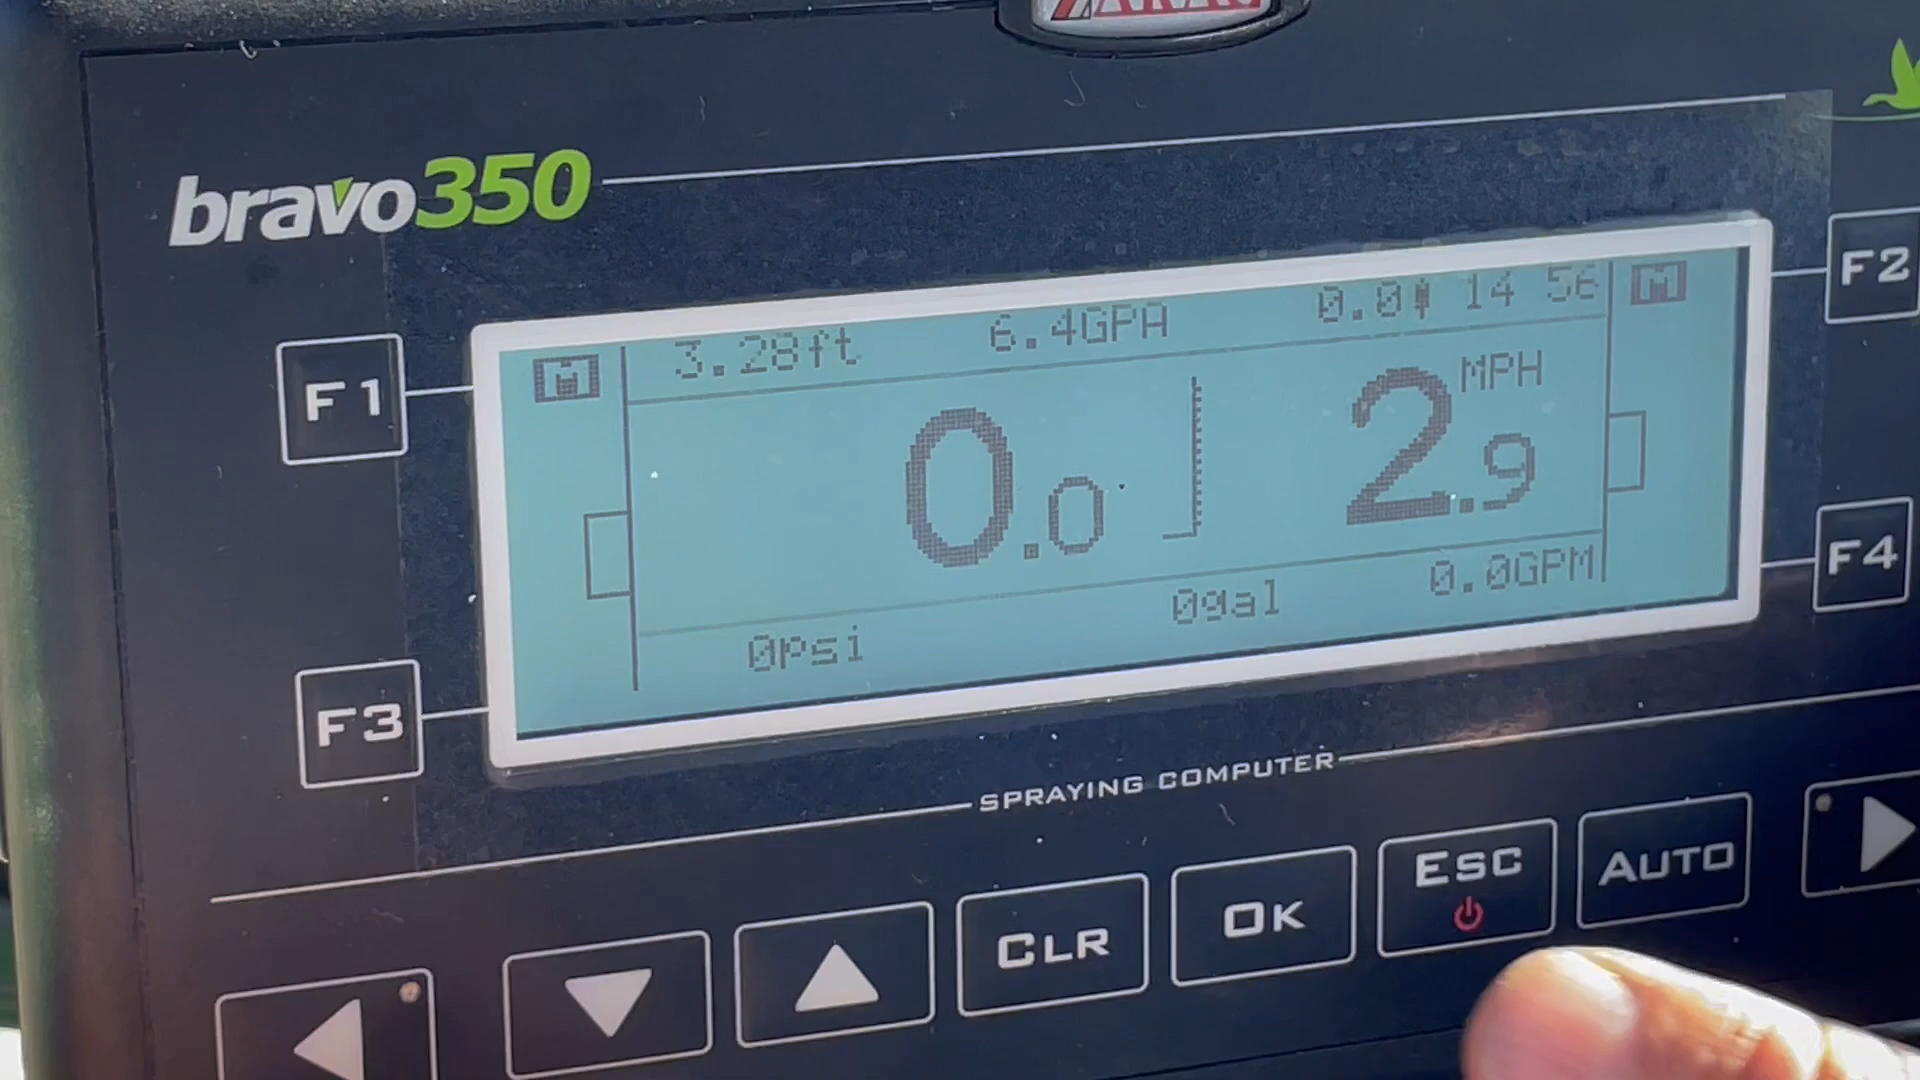 bravo350
F1
F2
3.28ft 6.4GPA 0.0 14 56
M
M
0.0
2.9 MPH
0psi 0gal 0.0GPM
F3
F4
SPRAYING COMPUTER
CLR
OK
ESC
AUTO